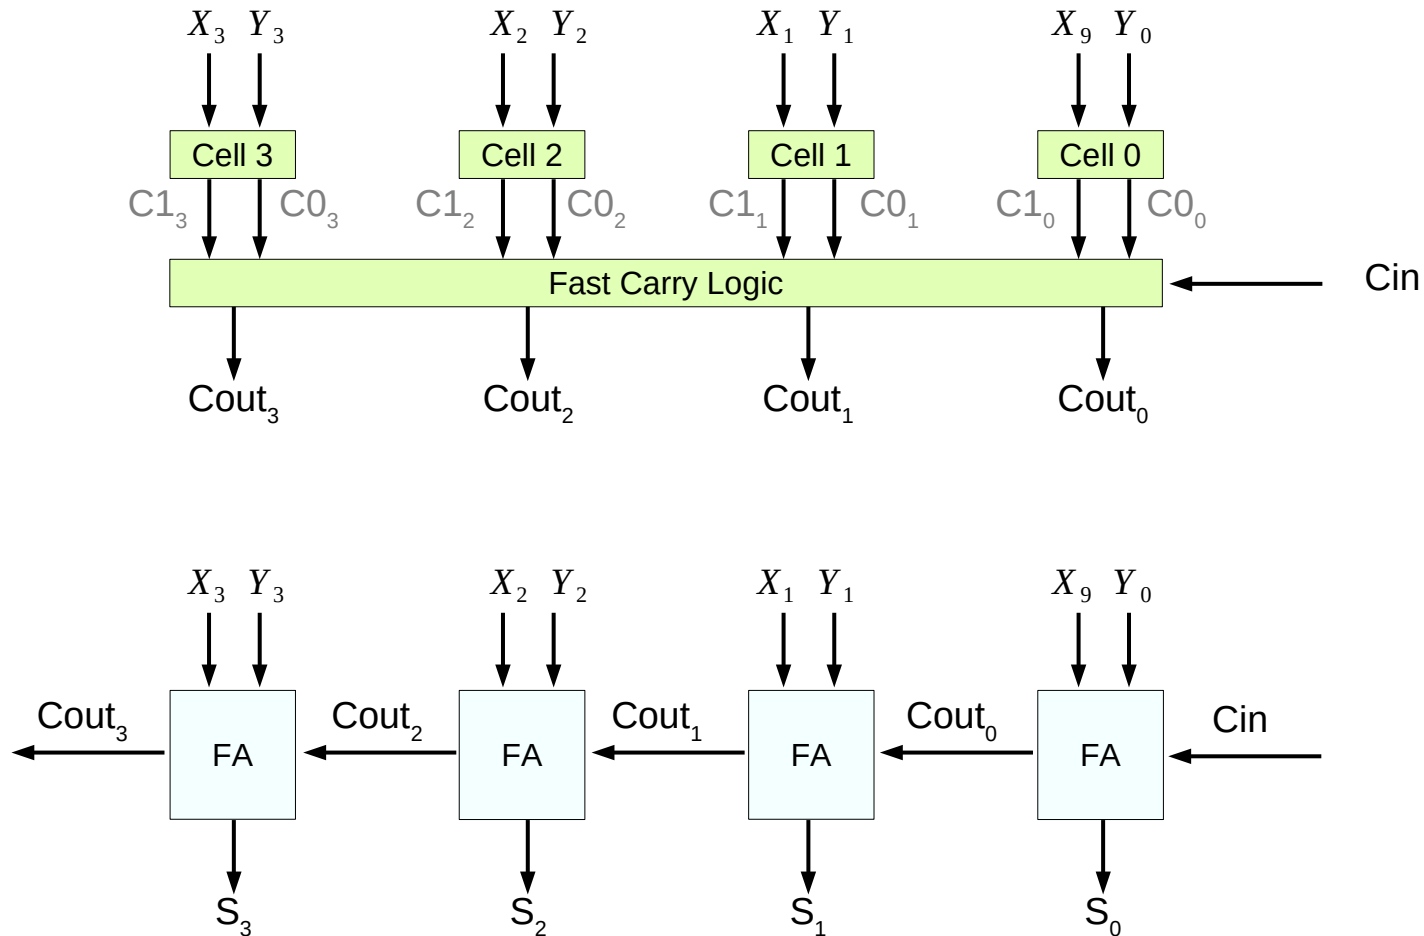 X₃ Y₃ X₂ Y₂ X₁ Y₁ X₉ Y₀
Cell 3 Cell 2 Cell 1 Cell 0
C1₃ C0₃ C1₂ C0₂ C1₁ C0₁ C1₀ C0₀
Fast Carry Logic Cin
Cout₃ Cout₂ Cout₁ Cout₀
X₃ Y₃ X₂ Y₂ X₁ Y₁ X₉ Y₀
Cout₃ Cout₂ Cout₁ Cout₀ Cin
FA FA FA FA
S₃ S₂ S₁ S₀